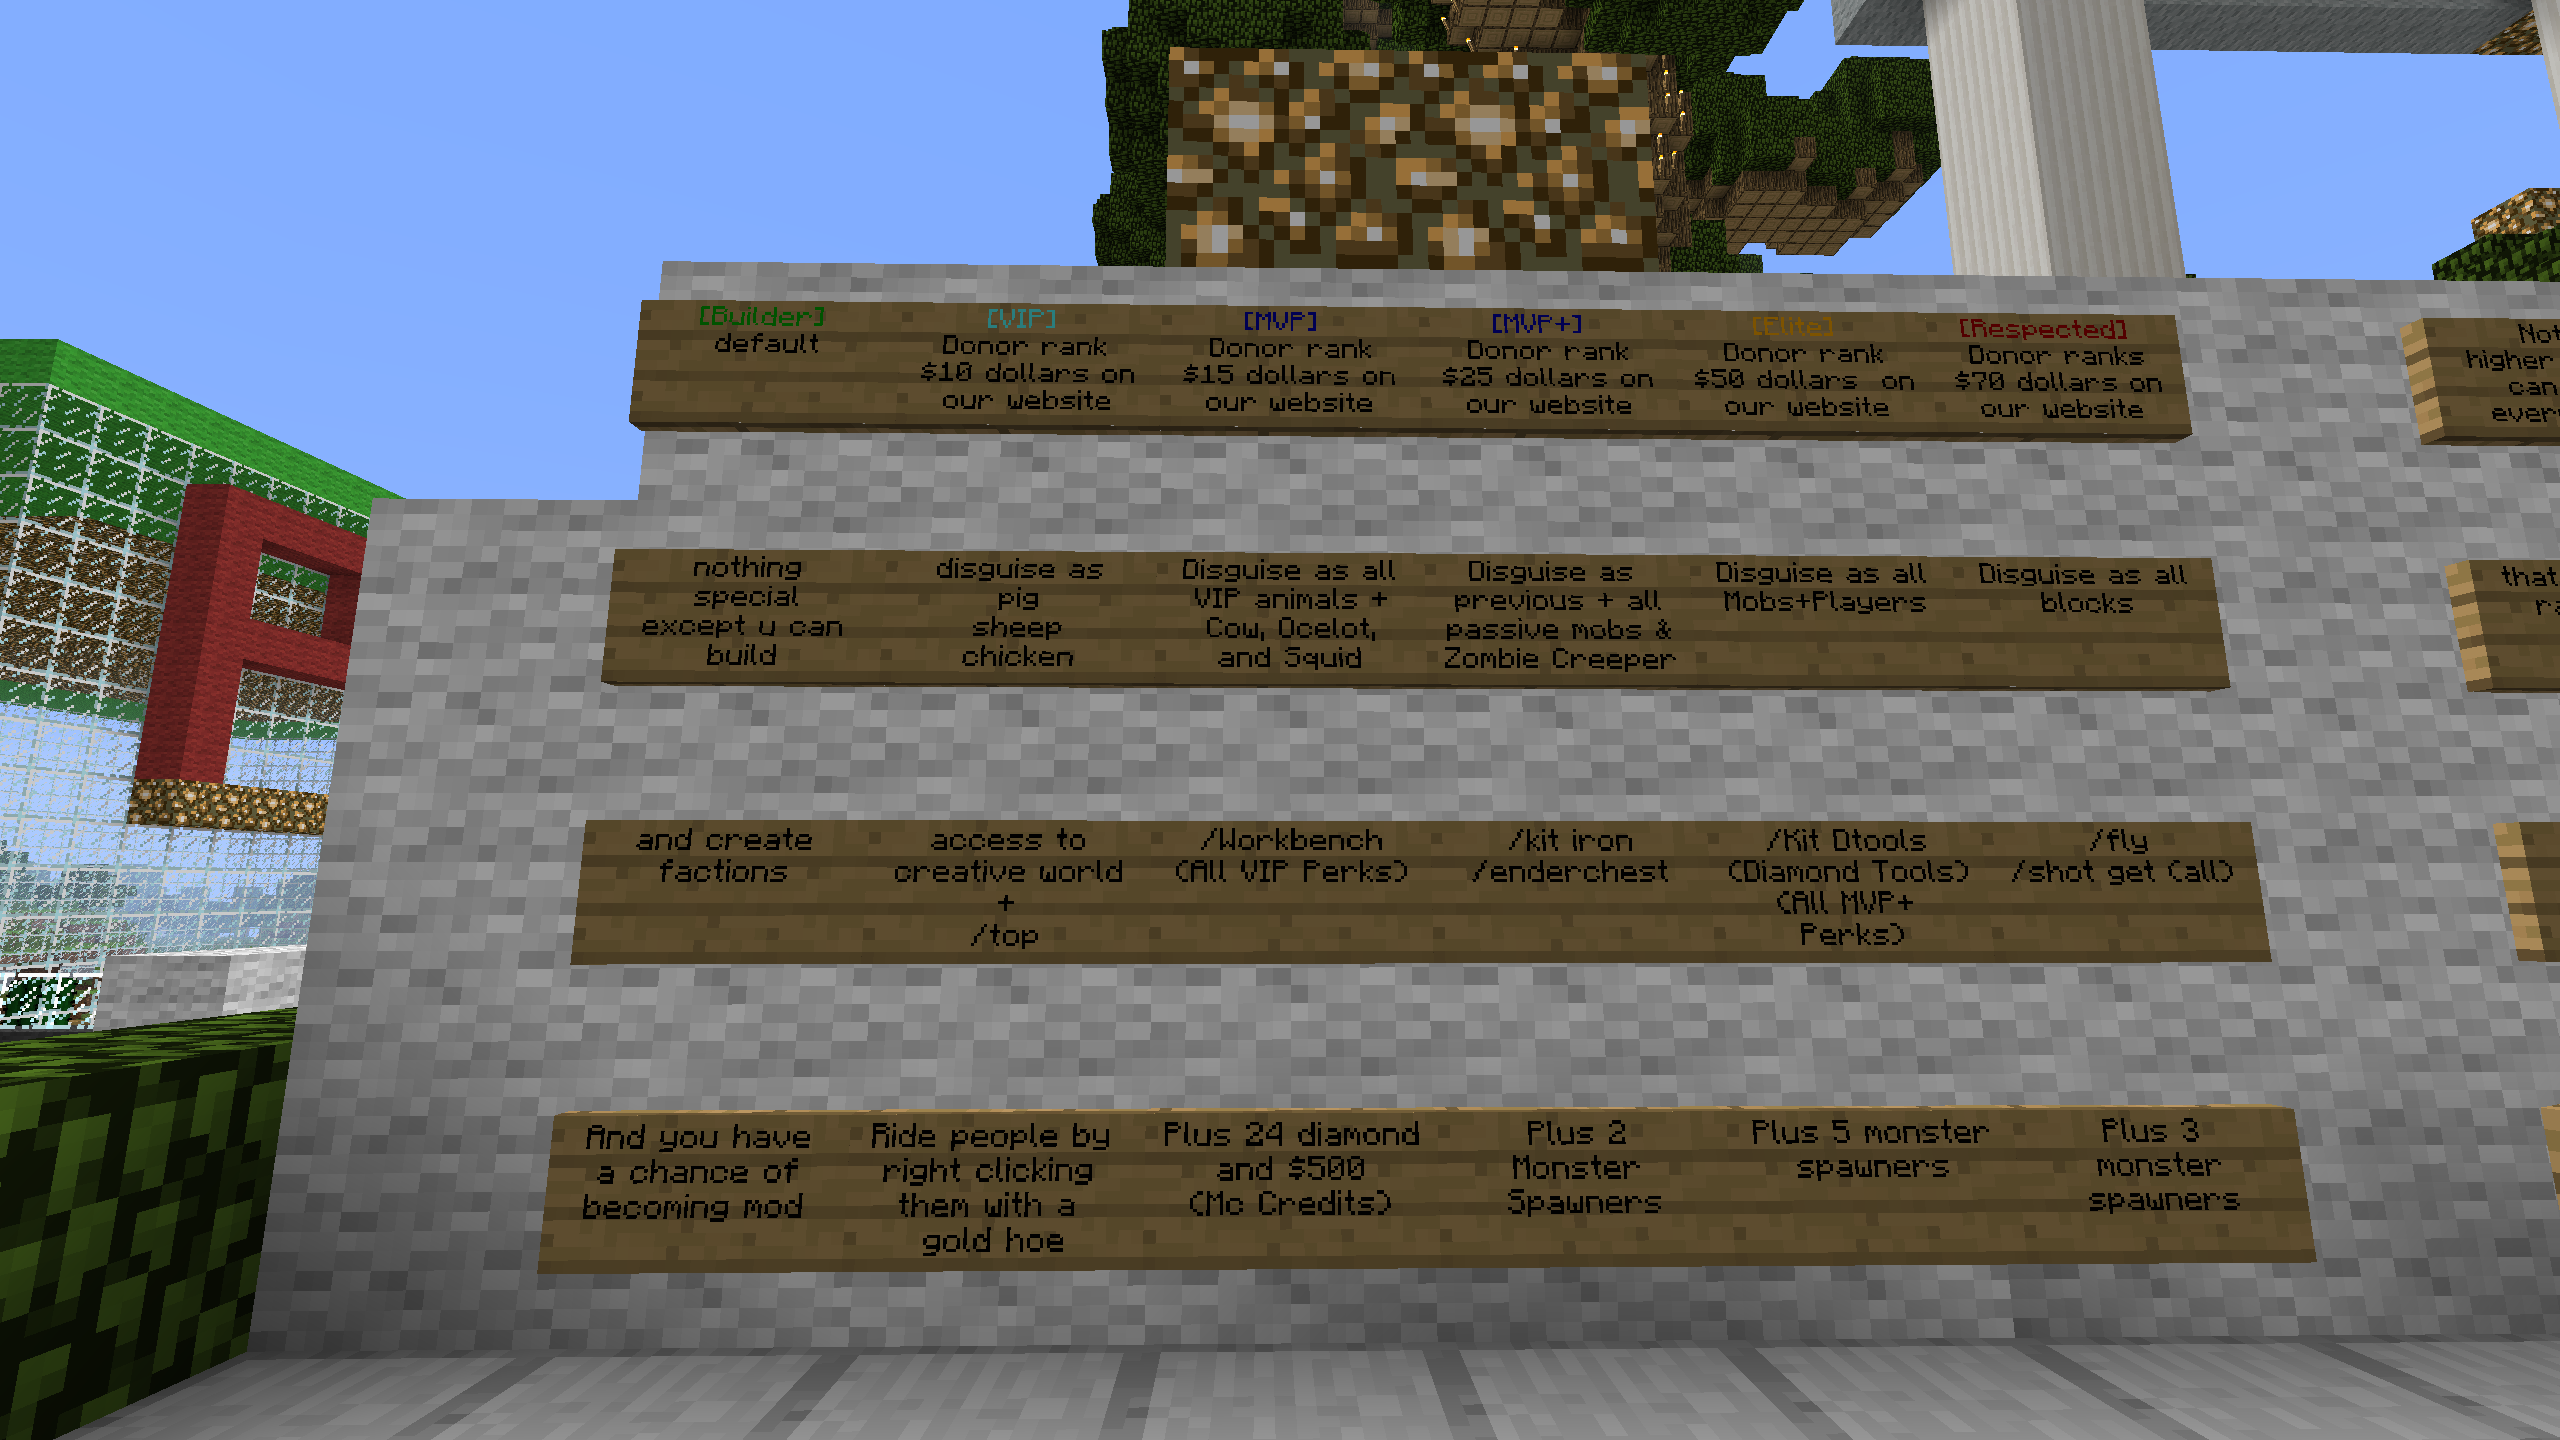 [Builder]
default
[VIP]
Donor rank
$10 dollars on
our website
[MVP]
Donor rank
$15 dollars on
our website
[MVP+]
Donor rank
$25 dollars on
our website
[Elite]
Donor rank
$50 dollars on
our website
[Respected]
Donor ranks
$70 dollars on
our website
higher
can
nothing
special
except u can
build
disguise as
pig
sheep
chicken
Disguise as all
VIP animals +
Cow, Ocelot,
and Squid
Disguise as
previous + all
passive mobs &
Zombie Creeper
Disguise as all
Mobs+Players
Disguise as all
blocks
that
and create
factions
access to
creative world
+
/top
/Workbench
(All VIP Perks)
/kit iron
/enderchest
/Kit Dtools
(Diamond Tools)
(All MVP+
Perks)
/fly
/shot get (all)
And you have
a chance of
becoming mod
Ride people by
right clicking
them with a
gold hoe
Plus 24 diamond
and $500
(Mc Credits)
Plus 2
Monster
Spawners
Plus 5 monster
spawners
Plus 3
monster
spawners